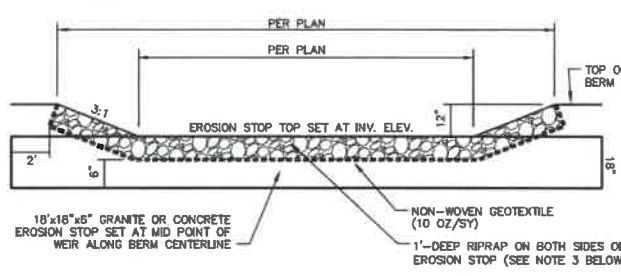 PER PLAN
PER PLAN
TOP O
BERM
3:1
12"
EROSION STOP TOP SET AT INV. ELEV.
2'
6"
18"
18'x18"x6" GRANITE OR CONCRETE
EROSION STOP SET AT MID POINT OF
WEIR ALONG BERM CENTERLINE
NON-WOVEN GEOTEXTILE
(10 OZ/SY)
1'-DEEP RIPRAP ON BOTH SIDES OF
EROSION STOP (SEE NOTE 3 BELOW